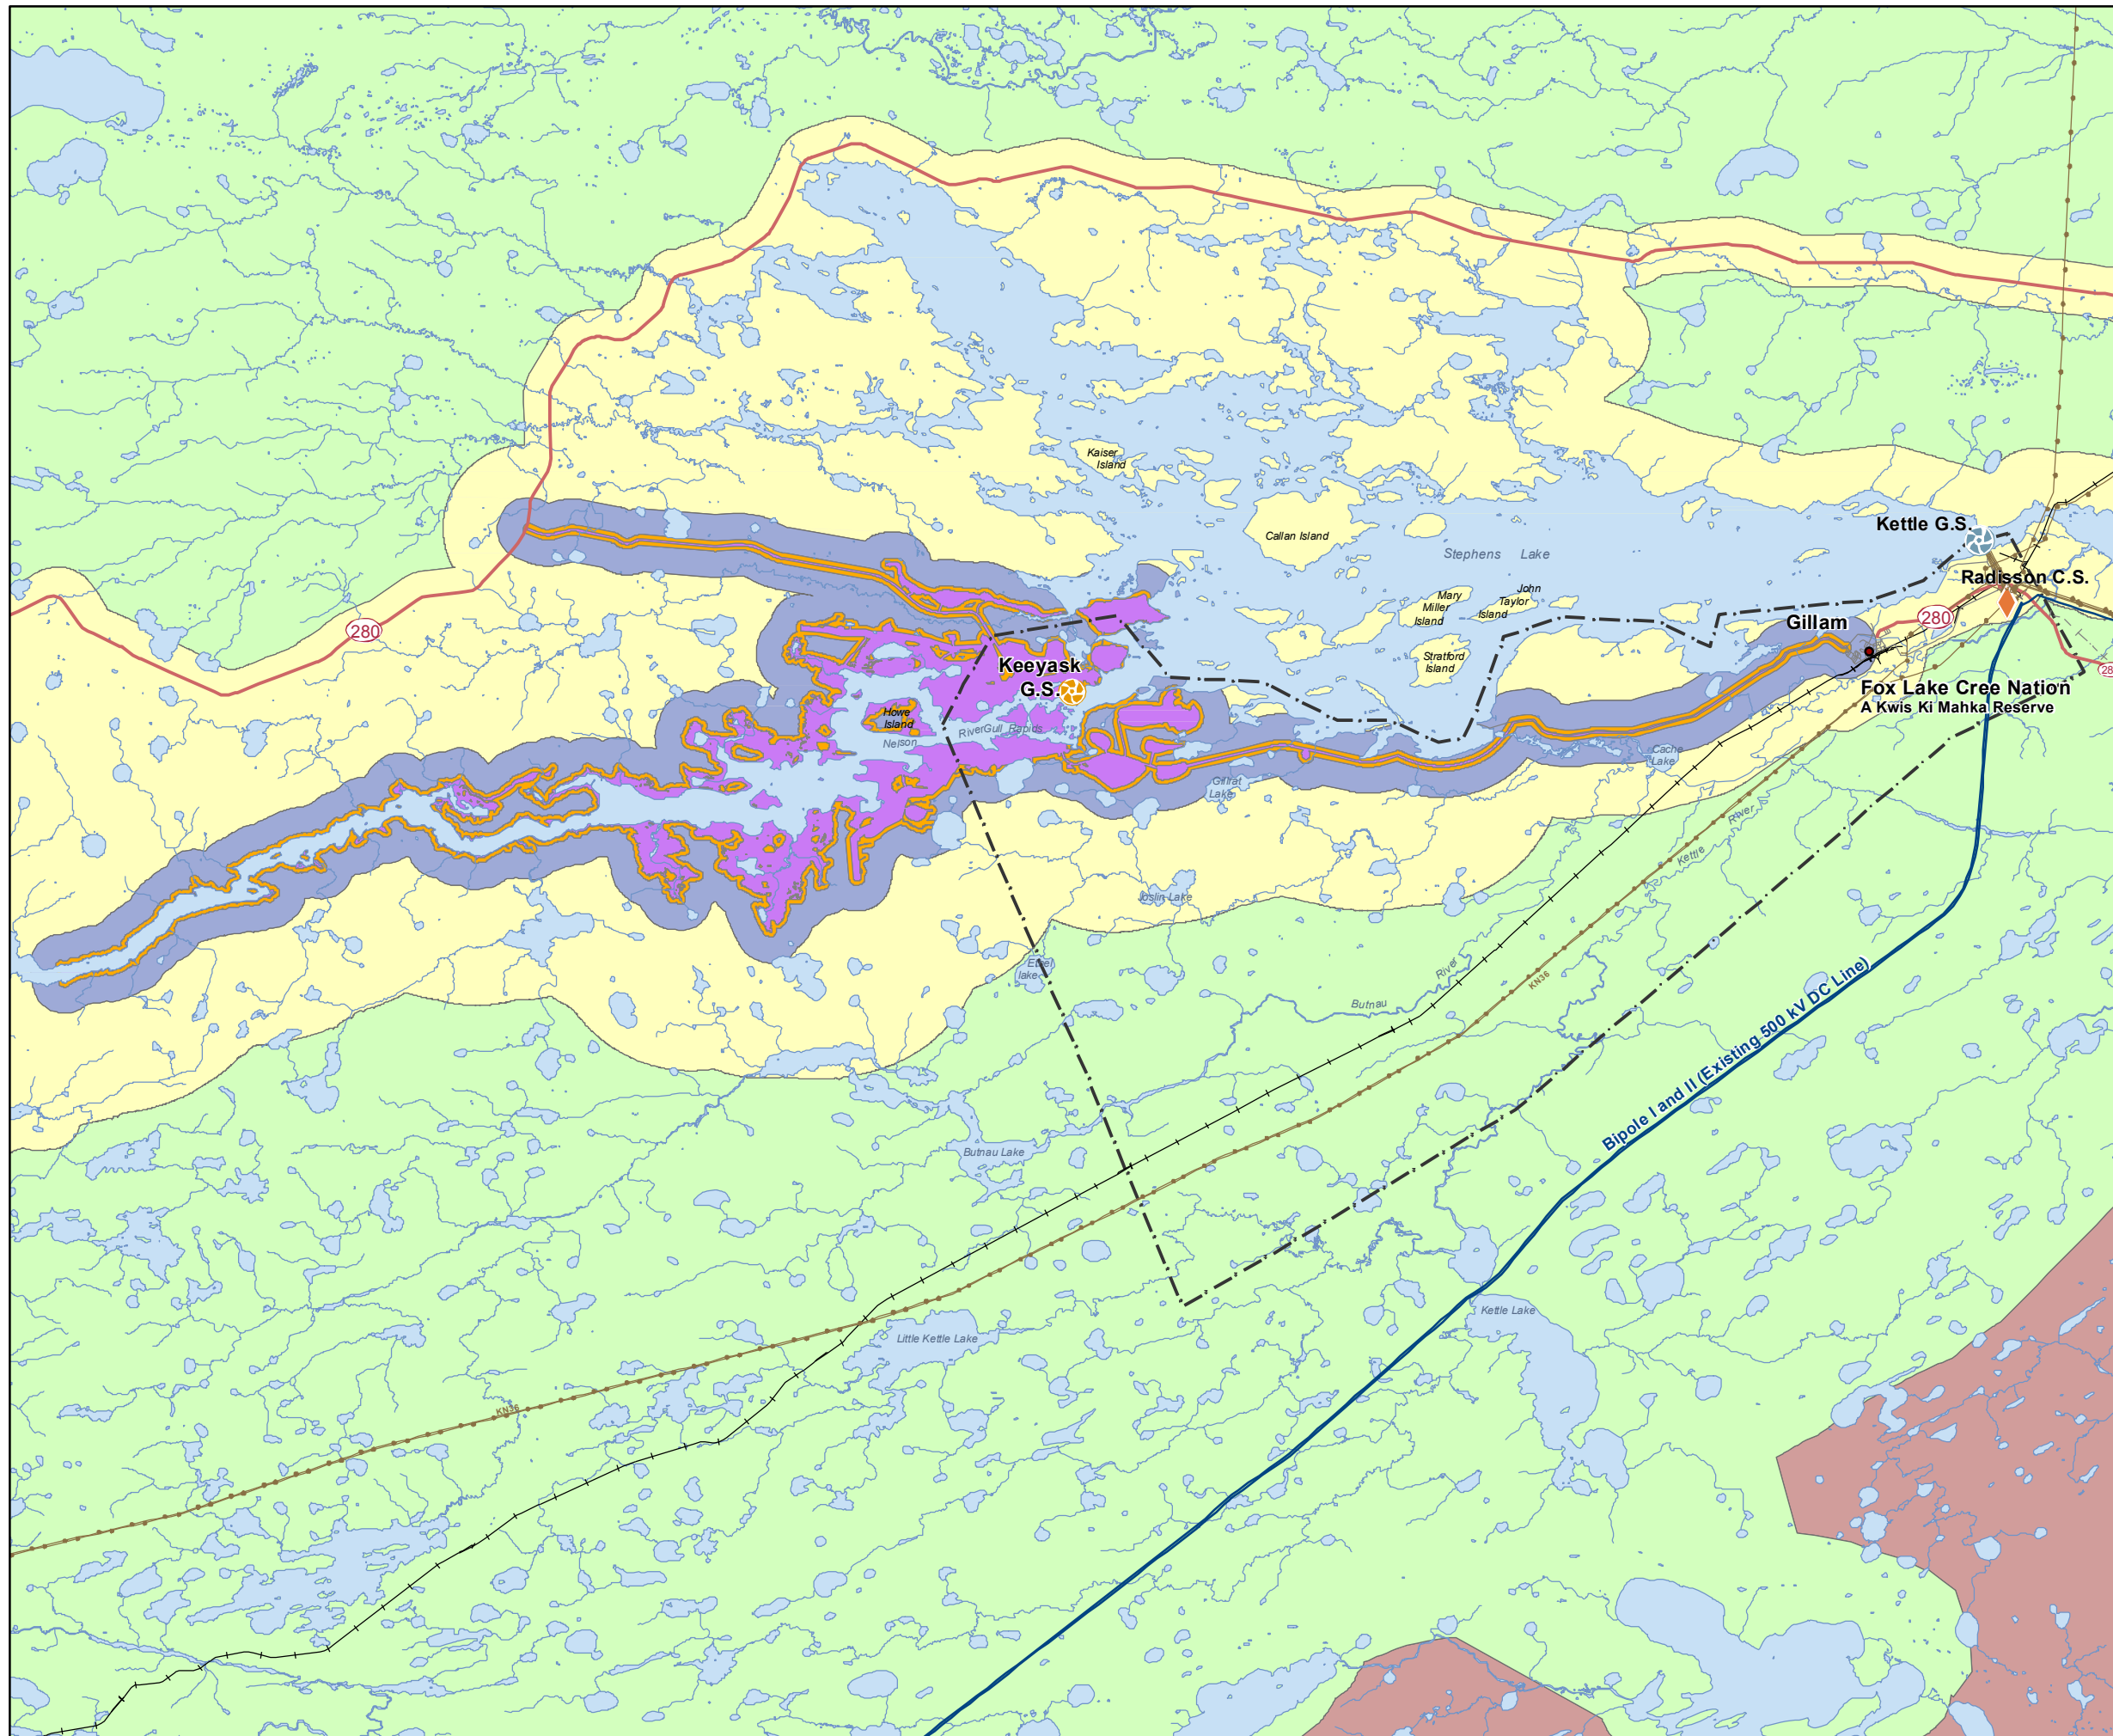 Kaiser
Island
Callan Island
Kettle G.S.
Stephens Lake
Radisson C.S.
John
Taylor
Island
Mary
Miller
Island
280
Gillam
280
Stratford
Island
Keeyask
G.S.
28
Fox Lake Cree Nation
A Kwis Ki Mahka Reserve
Howe
Island
Nelson
River
Gull Rapids
Cache
Lake
Gillrat
Lake
River
Kettle
Joslin Lake
Ethel
lake
River
Butnau
KN36
Bipole I and II (Existing 500 kV DC Line)
Butnau Lake
Kettle Lake
Little Kettle Lake
KN36